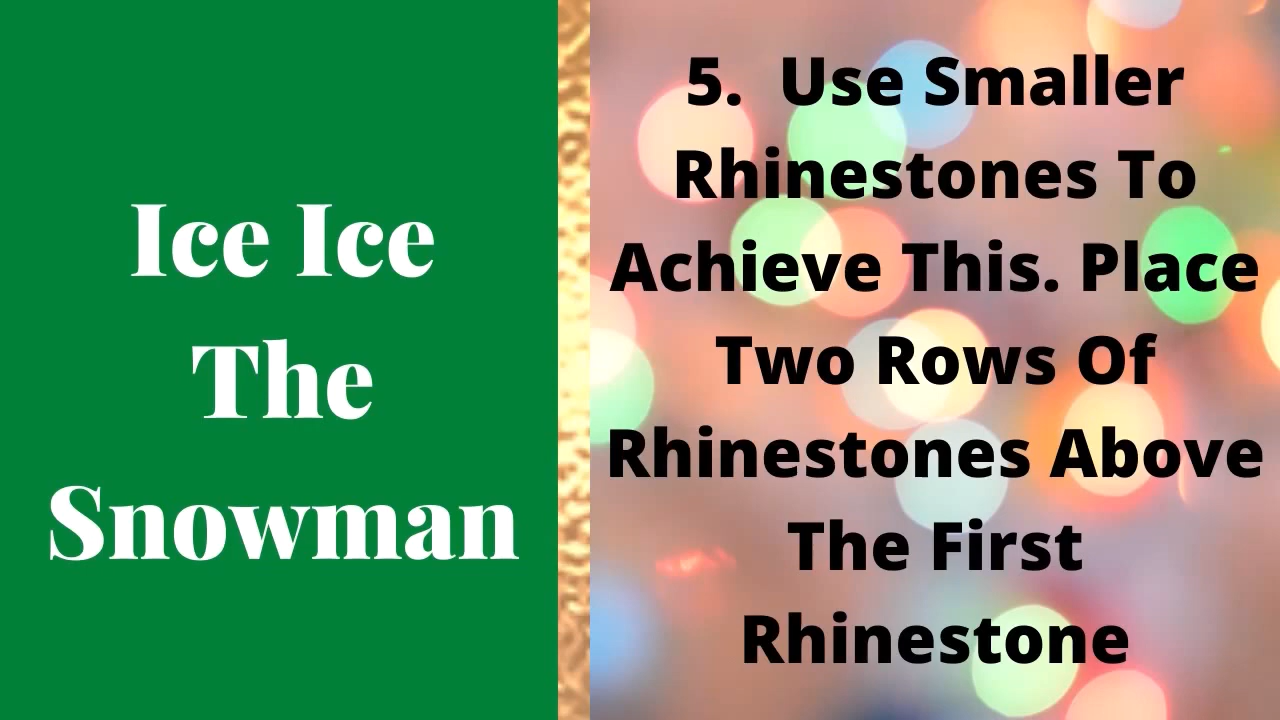 Ice Ice
The
Snowman
5.  Use Smaller
Rhinestones To
Achieve This. Place
Two Rows Of
Rhinestones Above
The First
Rhinestone